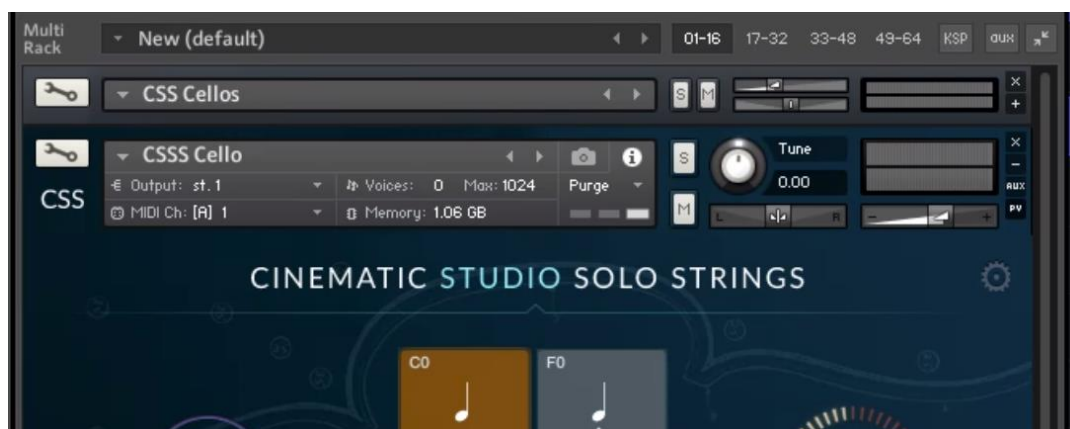 Multi
Rack
New (default)
01-16 17-32 33-48 49-64 KSP aux
CSS Cellos
S M
x
+
CSSS Cello
i
S
Tune
x
-
CSS
Output: st.1
Voices: 0 Max: 1024
Purge
0.00
AUX
MIDI Ch: [A] 1
Memory: 1.06 GB
M
L R
- +
PV
CINEMATIC STUDIO SOLO STRINGS
C0
F0